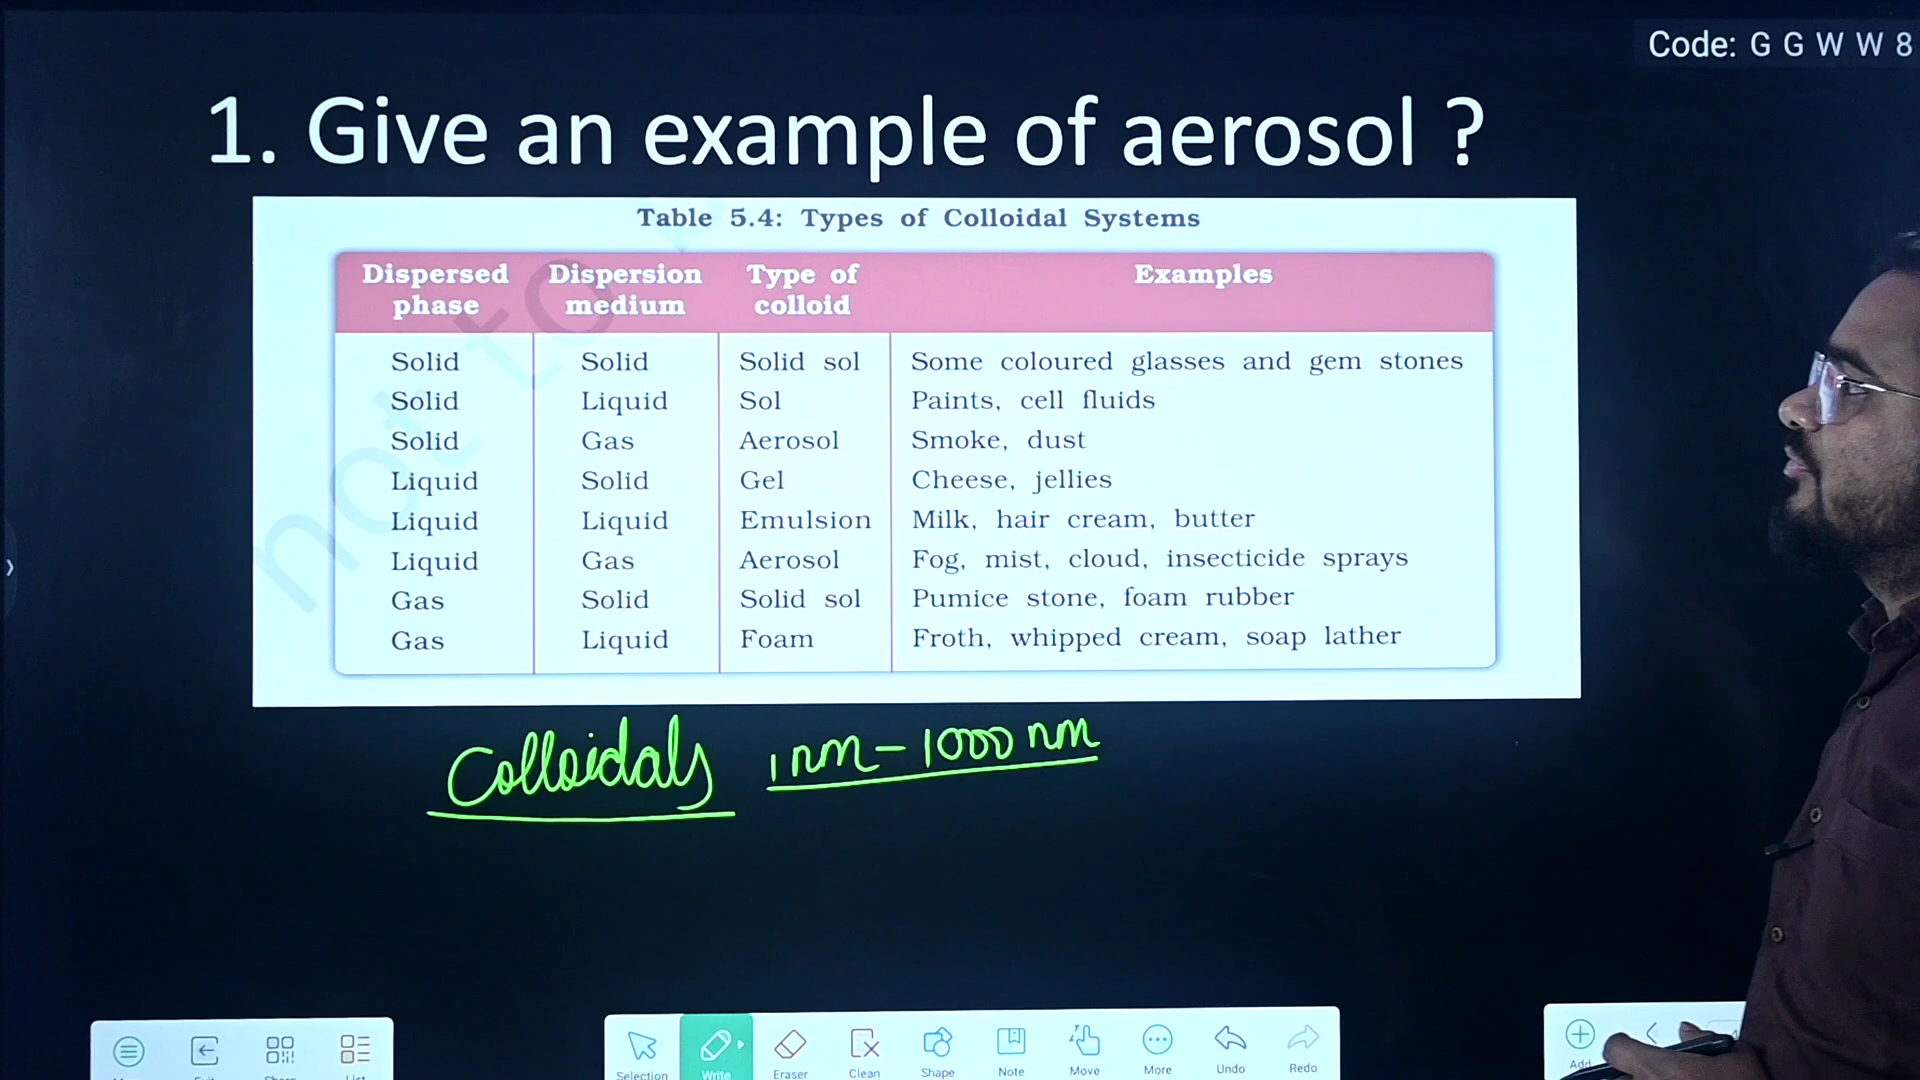 Code: G G W W 8
1. Give an example of aerosol ?
Table 5.4: Types of Colloidal Systems
Dispersed phase Dispersion medium Type of colloid Examples
Solid Solid Solid sol Some coloured glasses and gem stones
Solid Liquid Sol Paints, cell fluids
Solid Gas Aerosol Smoke, dust
Liquid Solid Gel Cheese, jellies
Liquid Liquid Emulsion Milk, hair cream, butter
Liquid Gas Aerosol Fog, mist, cloud, insecticide sprays
Gas Solid Solid sol Pumice stone, foam rubber
Gas Liquid Foam Froth, whipped cream, soap lather
not to
Colloidals 1nm – 1000 nm
Selection Write Eraser Clean Shape Note Move More Undo Redo Add